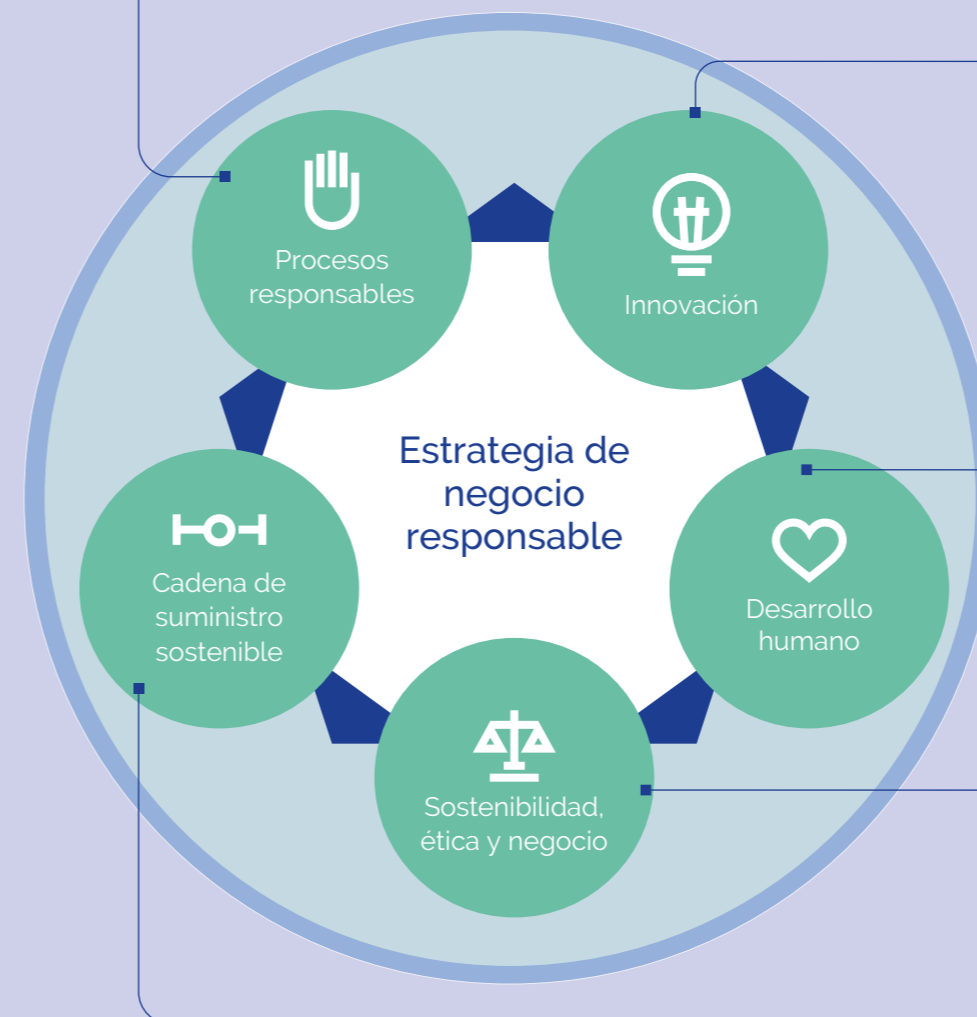 Procesos
responsables
Innovación
Estrategia de
negocio
responsable
Cadena de
suministro
sostenible
Desarrollo
humano
Sostenibilidad,
ética y negocio